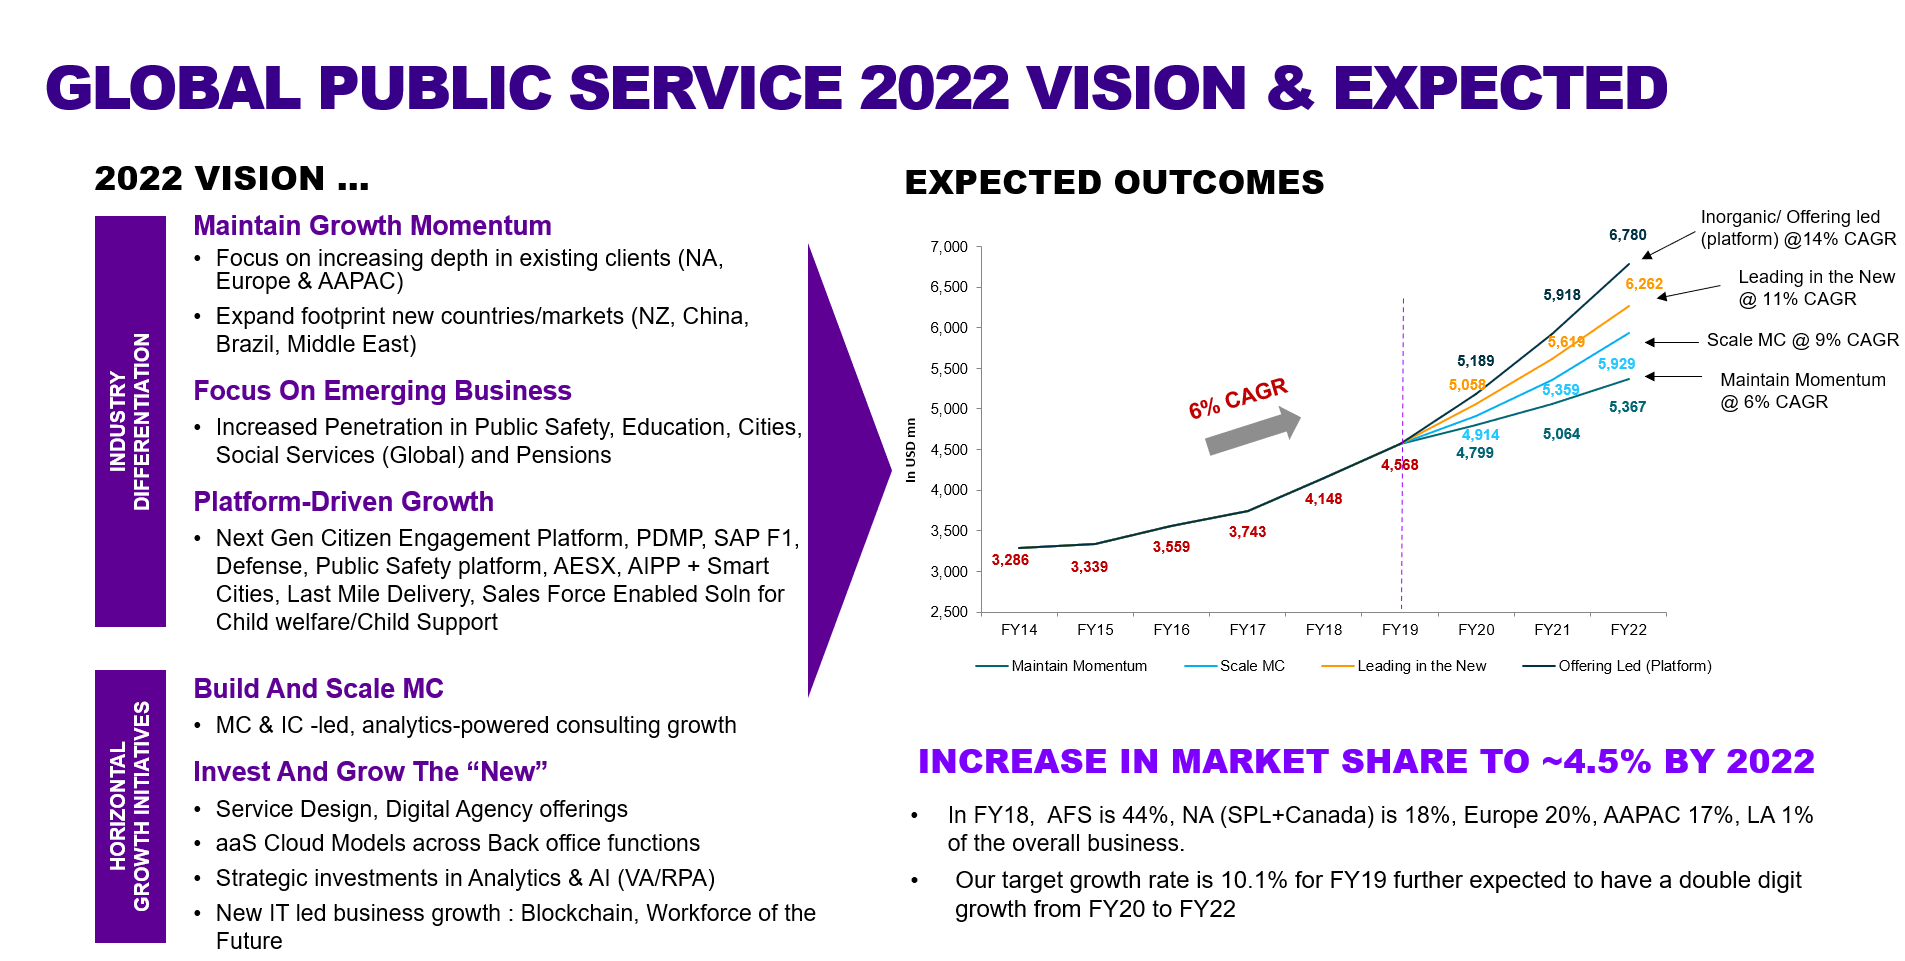 GLOBAL PUBLIC SERVICE 2022 VISION & EXPECTED
2022 VISION ...
INDUSTRY
DIFFERENTIATION
Maintain Growth Momentum
• Focus on increasing depth in existing clients (NA,
Europe & AAPAC)
• Expand footprint new countries/markets (NZ, China,
Brazil, Middle East)
Focus On Emerging Business
• Increased Penetration in Public Safety, Education, Cities,
Social Services (Global) and Pensions
Platform-Driven Growth
• Next Gen Citizen Engagement Platform, PDMP, SAP F1,
Defense, Public Safety platform, AESX, AIPP + Smart
Cities, Last Mile Delivery, Sales Force Enabled Soln for
Child welfare/Child Support
HORIZONTAL
GROWTH INITIATIVES
Build And Scale MC
• MC & IC -led, analytics-powered consulting growth
Invest And Grow The “New”
• Service Design, Digital Agency offerings
• aaS Cloud Models across Back office functions
• Strategic investments in Analytics & AI (VA/RPA)
• New IT led business growth : Blockchain, Workforce of the
Future
EXPECTED OUTCOMES
In USD mn
7,000
6,500
6,000
5,500
5,000
4,500
4,000
3,500
3,000
2,500
FY14 FY15 FY16 FY17 FY18 FY19 FY20 FY21 FY22
3,286
3,339
3,559
3,743
4,148
4,568
6% CAGR
5,189
5,058
4,914
4,799
5,918
5,619
5,359
5,064
6,780
6,262
5,929
5,367
Inorganic/ Offering led
(platform) @14% CAGR
Leading in the New
@ 11% CAGR
Scale MC @ 9% CAGR
Maintain Momentum
@ 6% CAGR
Maintain Momentum Scale MC Leading in the New Offering Led (Platform)
INCREASE IN MARKET SHARE TO ~4.5% BY 2022
• In FY18, AFS is 44%, NA (SPL+Canada) is 18%, Europe 20%, AAPAC 17%, LA 1%
of the overall business.
• Our target growth rate is 10.1% for FY19 further expected to have a double digit
growth from FY20 to FY22